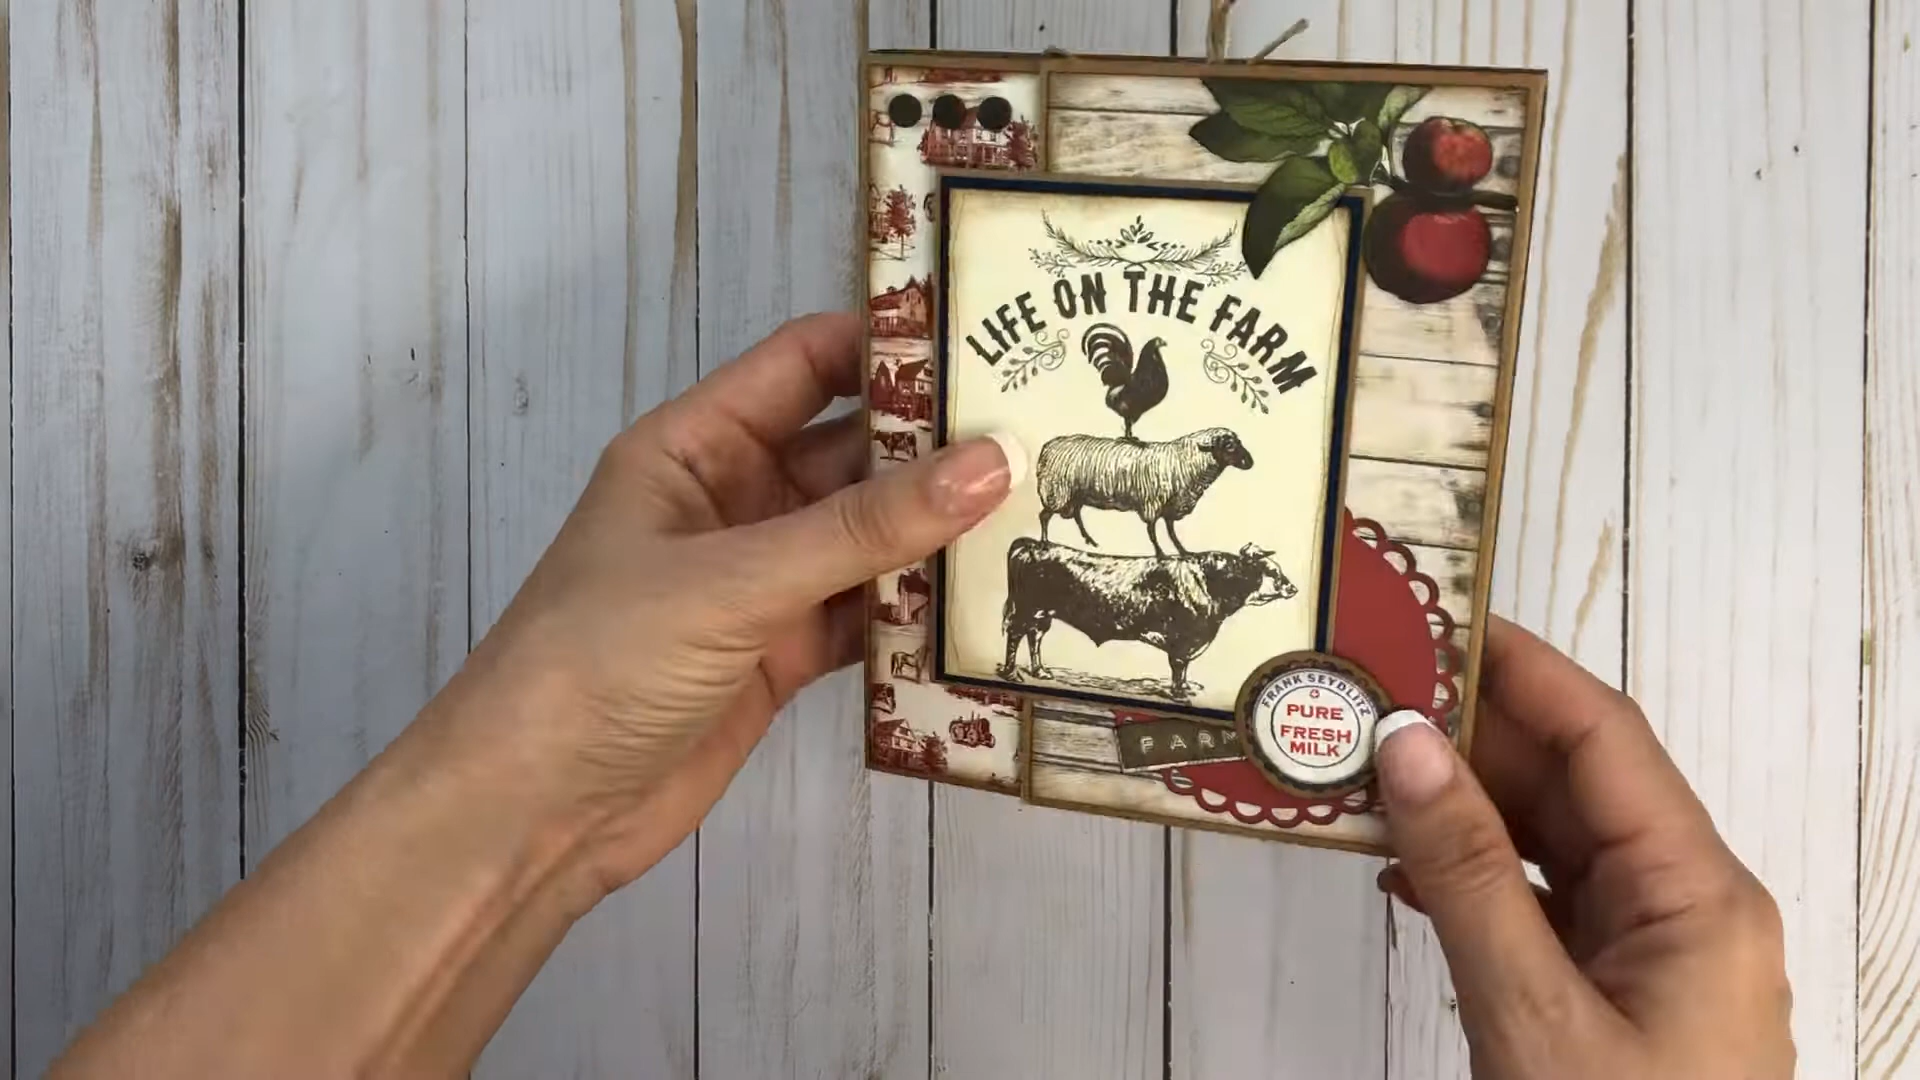 LIFE ON THE FARM
FARM
FRANK SEYDLITZ
PURE
FRESH
MILK